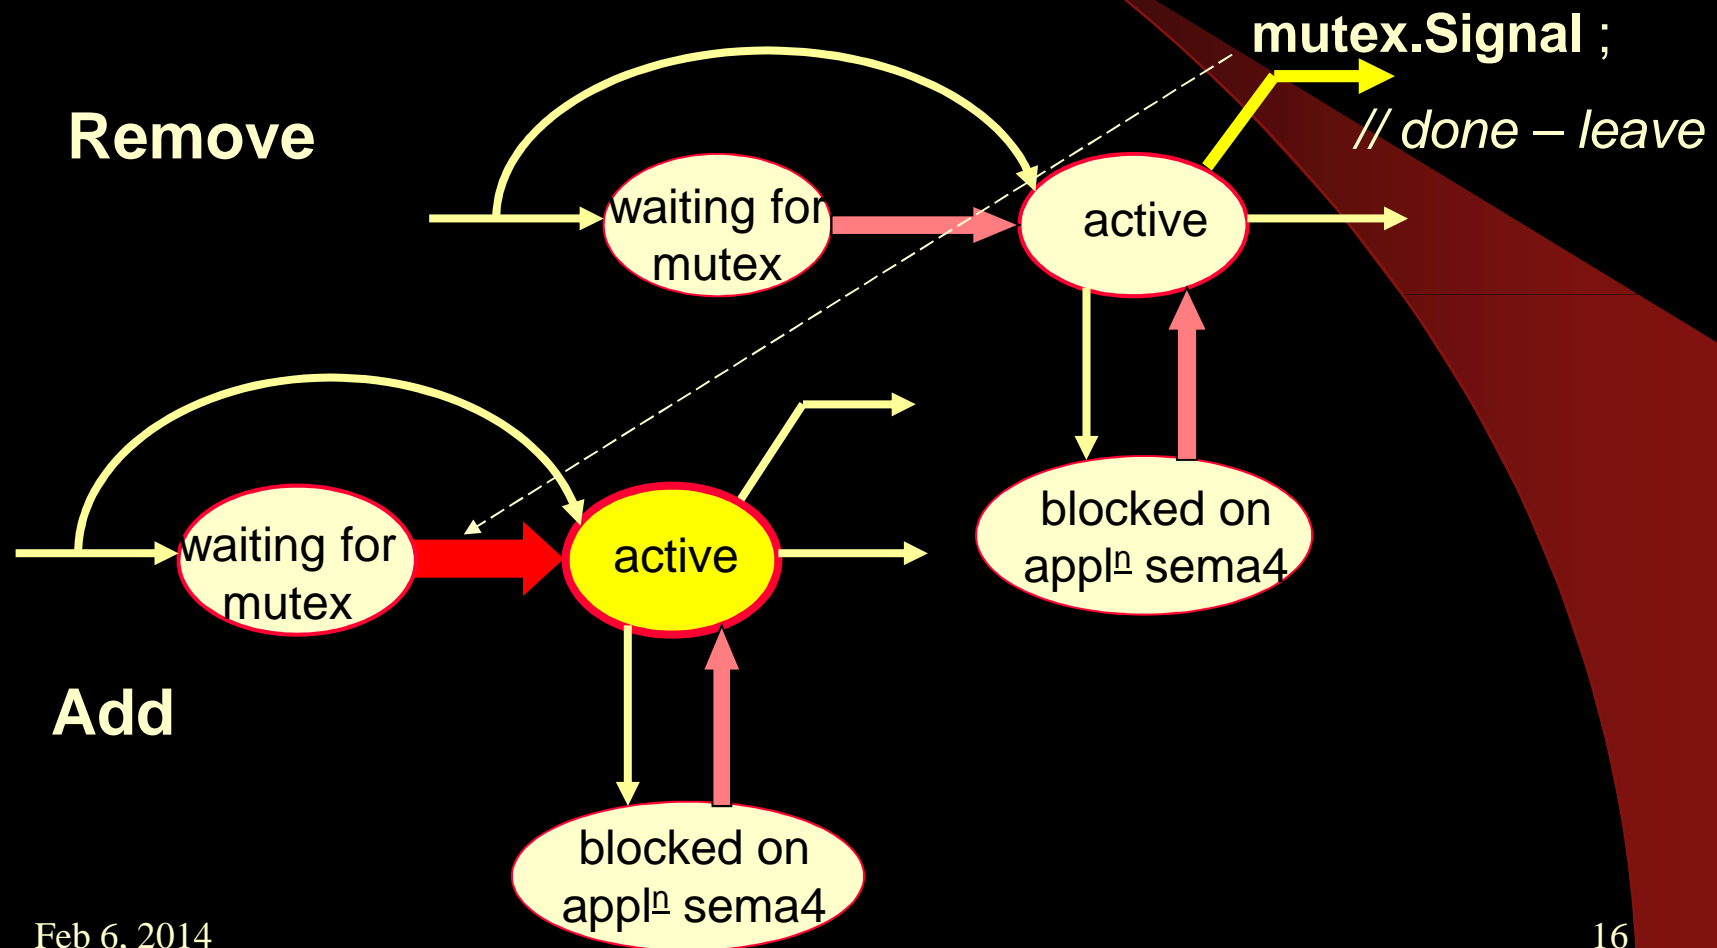 mutex.Signal ;
// done – leave
Remove
waiting for
mutex
active
blocked on
applⁿ sema4
waiting for
mutex
active
Add
blocked on
applⁿ sema4
Feb 6, 2014
16